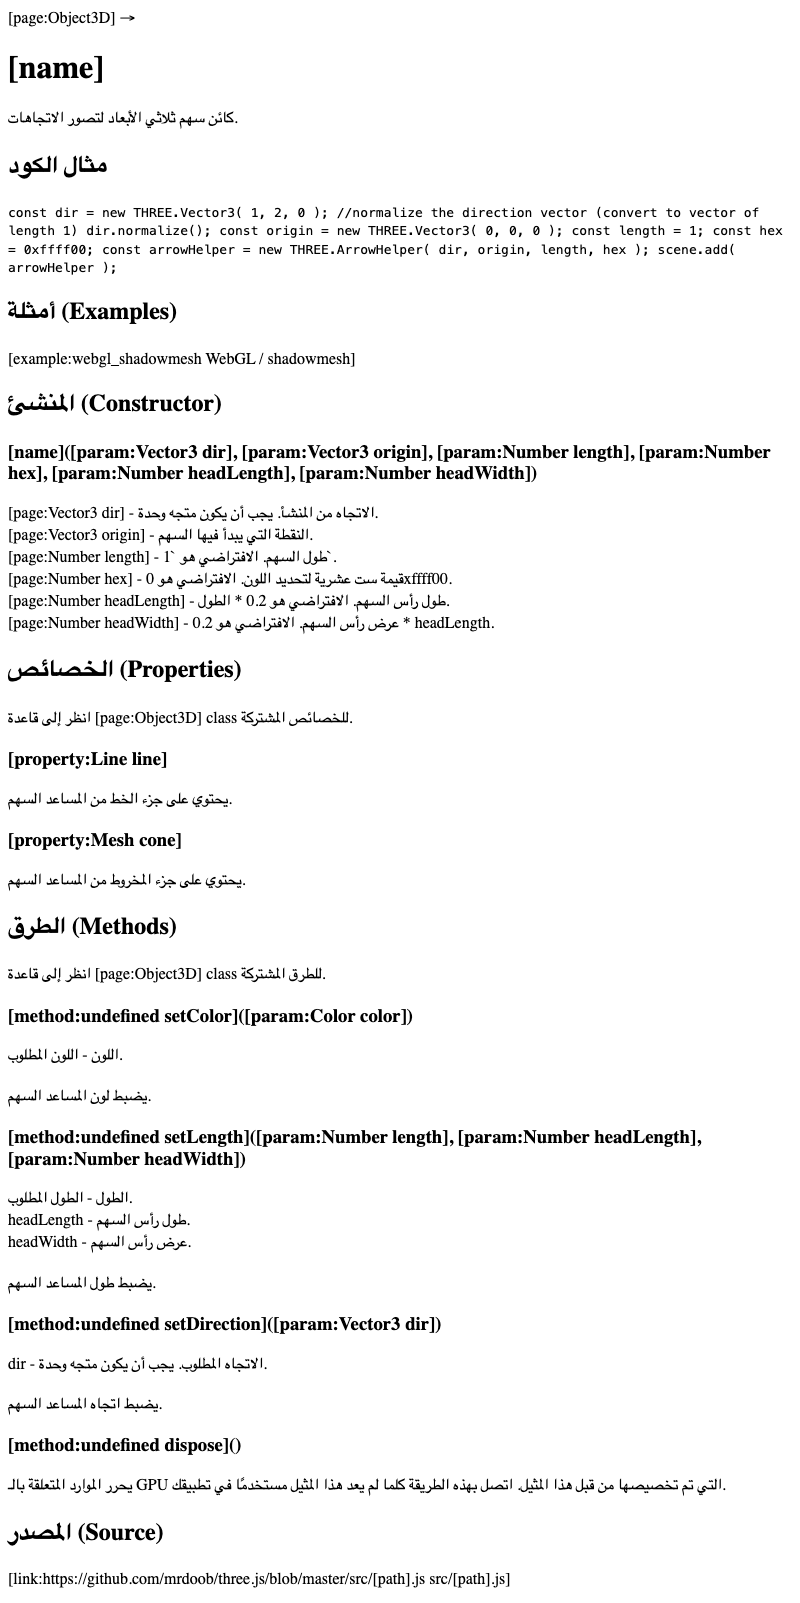 [page:Object3D] →
[name]
كائن سهم ثلاثي الأبعاد لتصور الاتجاهات.
مثال الكود
const dir = new THREE.Vector3( 1, 2, 0 ); //normalize the direction vector (convert to vector of
length 1) dir.normalize(); const origin = new THREE.Vector3( 0, 0, 0 ); const length = 1; const hex
= 0xffff00; const arrowHelper = new THREE.ArrowHelper( dir, origin, length, hex ); scene.add(
arrowHelper );
أمثلة (Examples)
[example:webgl_shadowmesh WebGL / shadowmesh]
المنشئ (Constructor)
[name]([param:Vector3 dir], [param:Vector3 origin], [param:Number length], [param:Number
hex], [param:Number headLength], [param:Number headWidth])
[page:Vector3 dir] - الاتجاه من المنشأ. يجب أن يكون متجه وحدة.
[page:Vector3 origin] - النقطة التي يبدأ فيها السهم.
[page:Number length] - طول السهم. الافتراضي هو `1`.
[page:Number hex] - قيمة ست عشرية لتحديد اللون. الافتراضي هو 0xffff00.
[page:Number headLength] - طول رأس السهم. الافتراضي هو 0.2 * الطول.
[page:Number headWidth] - عرض رأس السهم. الافتراضي هو 0.2 * headLength.
الخصائص (Properties)
انظر إلى قاعدة [page:Object3D] class للخصائص المشتركة.
[property:Line line]
يحتوي على جزء الخط من المساعد السهم.
[property:Mesh cone]
يحتوي على جزء المخروط من المساعد السهم.
الطرق (Methods)
انظر إلى قاعدة [page:Object3D] class للطرق المشتركة.
[method:undefined setColor]([param:Color color])
اللون - اللون المطلوب.
يضبط لون المساعد السهم.
[method:undefined setLength]([param:Number length], [param:Number headLength],
[param:Number headWidth])
الطول - الطول المطلوب.
headLength - طول رأس السهم.
headWidth - عرض رأس السهم.
يضبط طول المساعد السهم.
[method:undefined setDirection]([param:Vector3 dir])
dir - الاتجاه المطلوب. يجب أن يكون متجه وحدة.
يضبط اتجاه المساعد السهم.
[method:undefined dispose]()
يحرر الموارد المتعلقة بالـ GPU التي تم تخصيصها من قبل هذا المثيل. اتصل بهذه الطريقة كلما لم يعد هذا المثيل مستخدمًا في تطبيقك.
المصدر (Source)
[link:https://github.com/mrdoob/three.js/blob/master/src/[path].js src/[path].js]